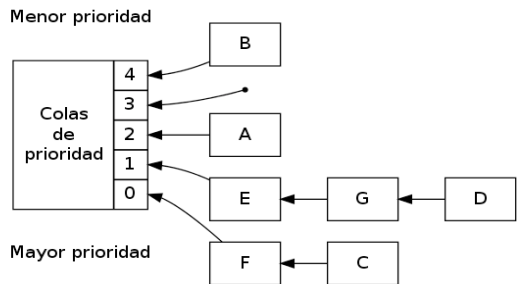 Menor prioridad
B
4
3
Colas
de
prioridad
2
A
1
E
G
D
0
Mayor prioridad
F
C